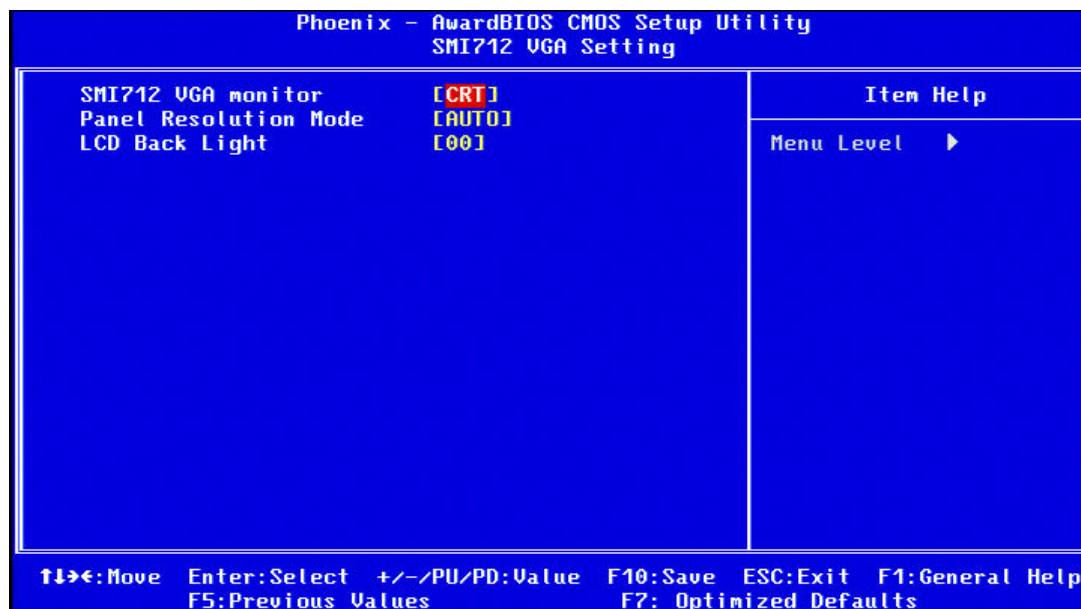 Phoenix - AwardBIOS CMOS Setup Utility
SMI712 VGA Setting
SMI712 VGA monitor [CRT]
Panel Resolution Mode [AUTO]
LCD Back Light [00]
Item Help
Menu Level ▶
↑↓→←:Move Enter:Select +/-/PU/PD:Value F10:Save ESC:Exit F1:General Help
F5:Previous Values F7: Optimized Defaults